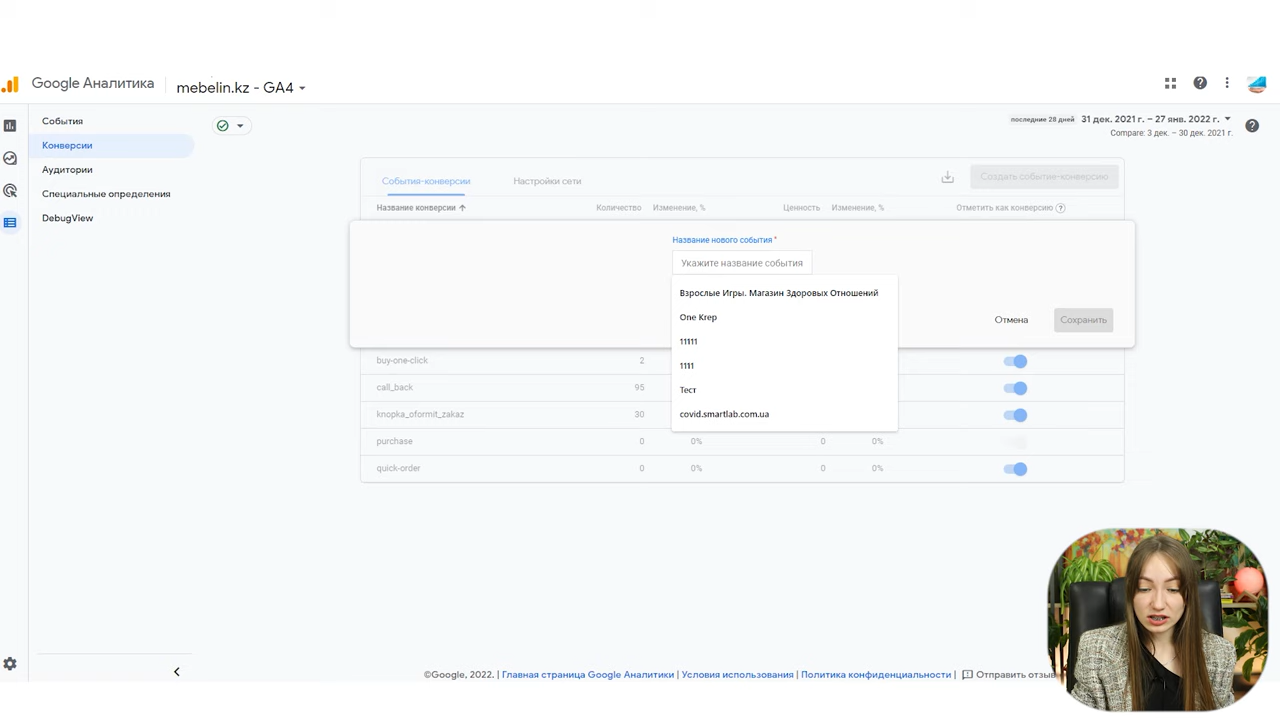 Google Аналитика
mebelin.kz - GA4
События
Конверсии
Аудитории
Специальные определения
DebugView
последние 28 дней 31 дек. 2021 г. – 27 янв. 2022 г.
Compare: 3 дек. – 30 дек. 2021 г.
События-конверсии Настройки сети Создать событие-конверсию
Название конверсии Количество Изменение, % Ценность Изменение, % Отметить как конверсию
Название нового события*
Укажите название события
Взрослые Игры. Магазин Здоровых Отношений
One Krep
11111
1111
Тест
covid.smartlab.com.ua
Отмена Сохранить
buy-one-click 2
call_back 95
knopka_oformit_zakaz 30
purchase 0 0% 0 0%
quick-order 0 0% 0 0%
©Google, 2022. | Главная страница Google Аналитики | Условия использования | Политика конфиденциальности | Отправить отзыв